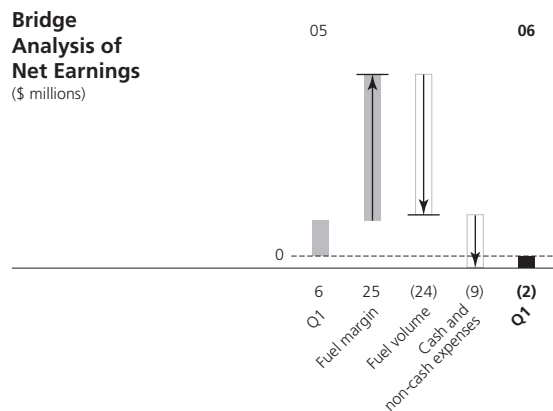 Bridge
Analysis of
Net Earnings
($ millions)
05 06
0
6 25 (24) (9) (2)
Q1
Fuel margin
Fuel volume
Cash and
non-cash expenses
Q1